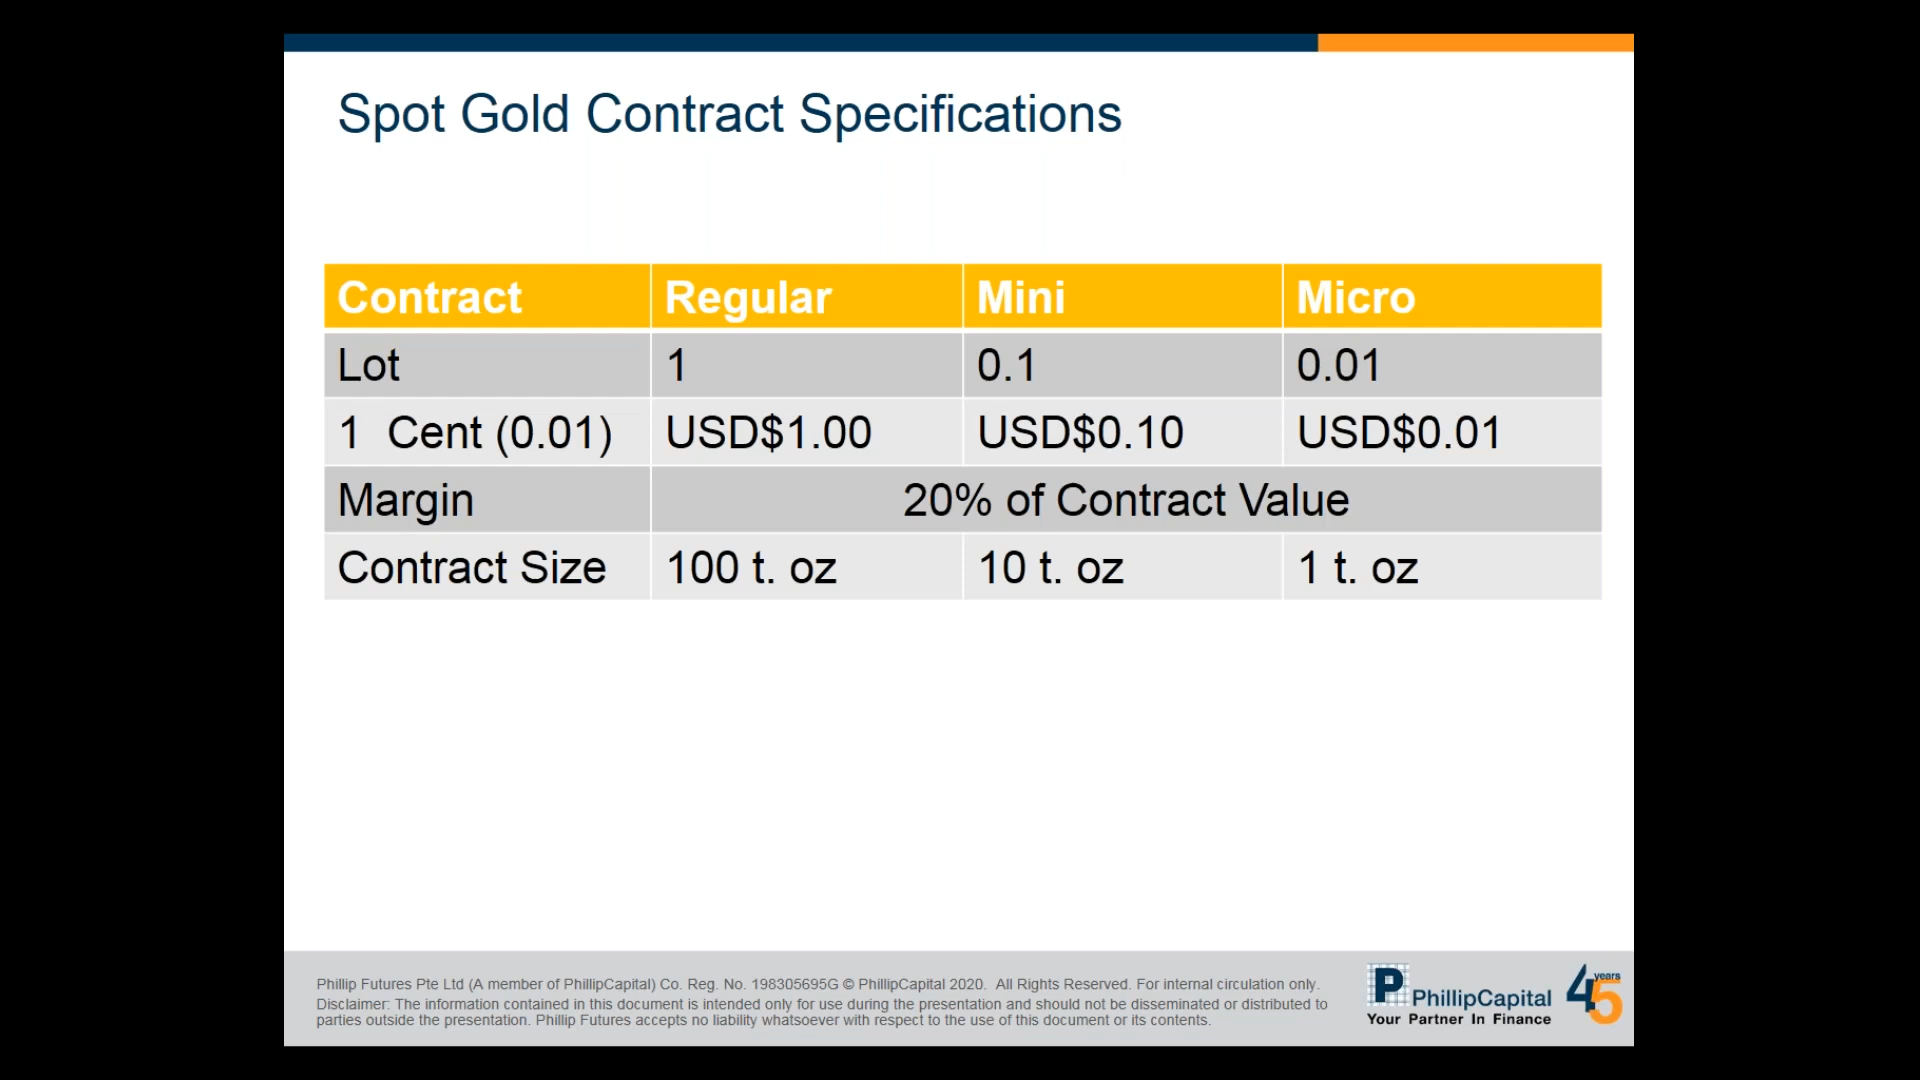 Spot Gold Contract Specifications
Contract Regular Mini Micro
Lot 1 0.1 0.01
1 Cent (0.01) USD$1.00 USD$0.10 USD$0.01
Margin 20% of Contract Value
Contract Size 100 t. oz 10 t. oz 1 t. oz
Phillip Futures Pte Ltd (A member of PhillipCapital) Co. Reg. No. 198305695G © PhillipCapital 2020. All Rights Reserved. For internal circulation only.
Disclaimer: The information contained in this document is intended only for use during the presentation and should not be disseminated or distributed to
parties outside the presentation. Phillip Futures accepts no liability whatsoever with respect to the use of this document or its contents.
P PhillipCapital
Your Partner In Finance
45 years